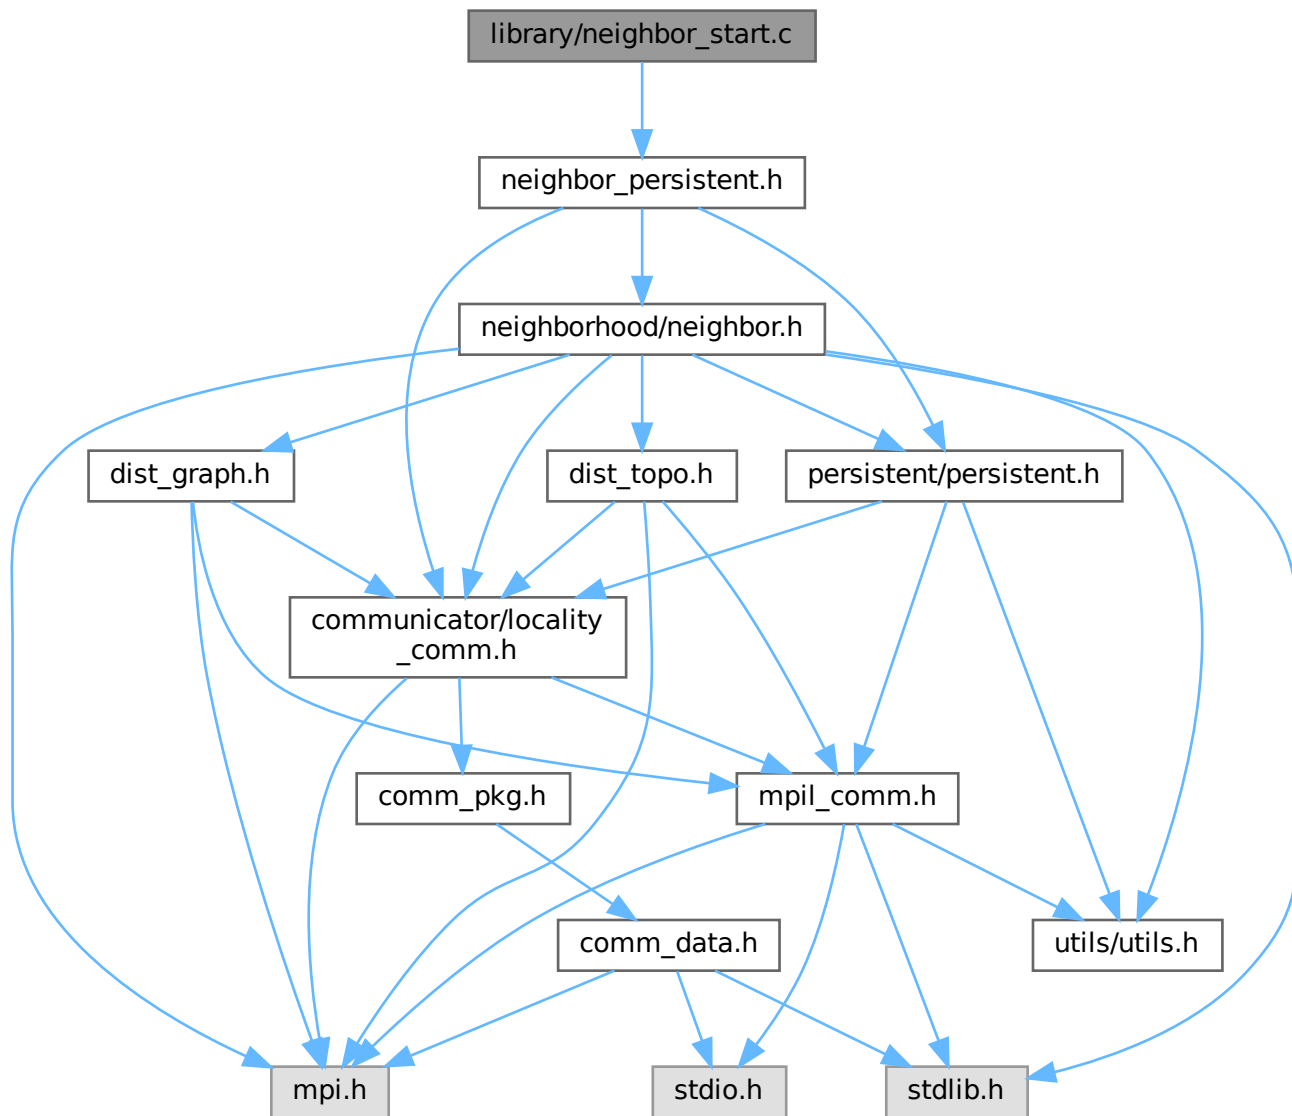 library/neighbor_start.c
neighbor_persistent.h
neighborhood/neighbor.h
dist_graph.h
dist_topo.h
persistent/persistent.h
communicator/locality
_comm.h
comm_pkg.h
mpil_comm.h
comm_data.h
utils/utils.h
mpi.h
stdio.h
stdlib.h